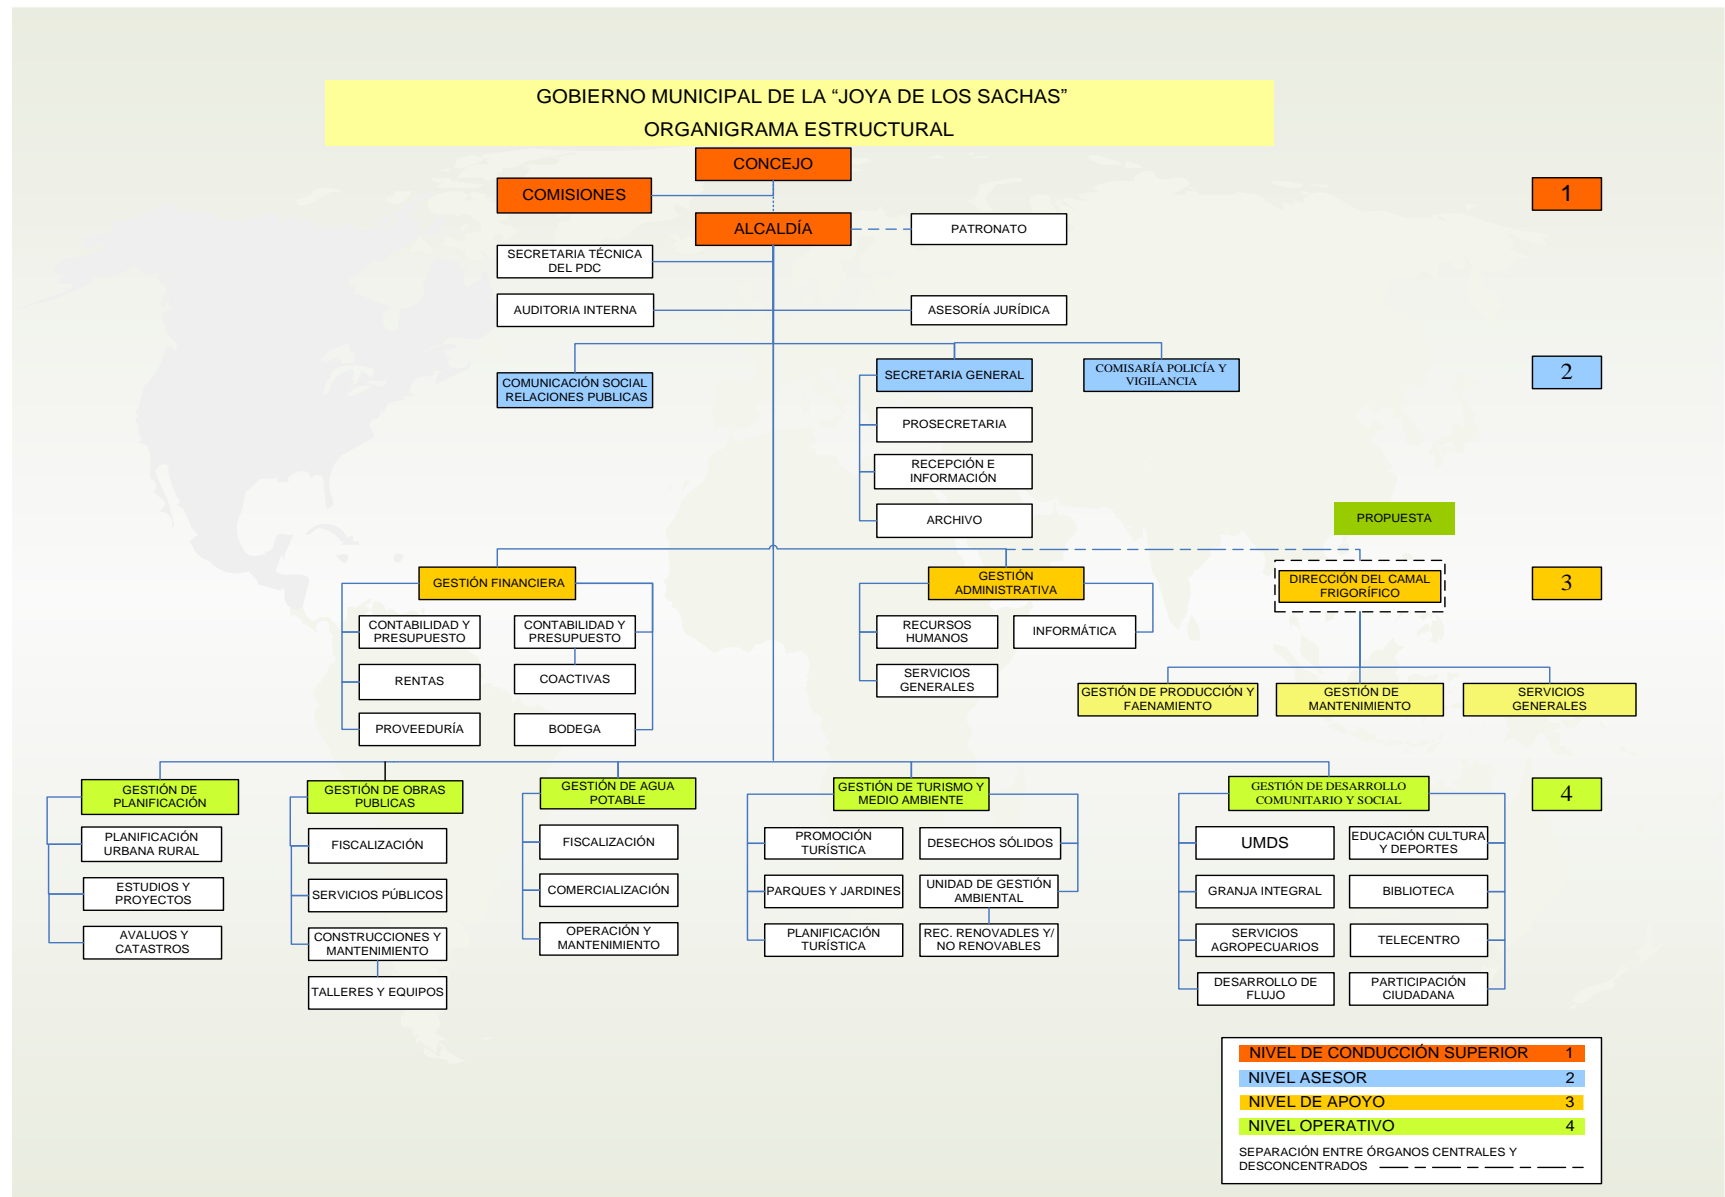 GOBIERNO MUNICIPAL DE LA “JOYA DE LOS SACHAS”
ORGANIGRAMA ESTRUCTURAL
CONCEJO
COMISIONES
1
ALCALDÍA
PATRONATO
SECRETARIA TÉCNICA
DEL PDC
AUDITORIA INTERNA
ASESORÍA JURÍDICA
COMUNICACIÓN SOCIAL
RELACIONES PUBLICAS
SECRETARIA GENERAL
COMISARÍA POLICÍA Y
VIGILANCIA
2
PROSECRETARIA
RECEPCIÓN E
INFORMACIÓN
ARCHIVO
PROPUESTA
GESTIÓN FINANCIERA
GESTIÓN
ADMINISTRATIVA
DIRECCIÓN DEL CAMAL
FRIGORÍFICO
3
CONTABILIDAD Y
PRESUPUESTO
CONTABILIDAD Y
PRESUPUESTO
RENTAS
COACTIVAS
PROVEEDURÍA
BODEGA
RECURSOS
HUMANOS
INFORMÁTICA
SERVICIOS
GENERALES
GESTIÓN DE PRODUCCIÓN Y
FAENAMIENTO
GESTIÓN DE
MANTENIMIENTO
SERVICIOS
GENERALES
GESTIÓN DE
PLANIFICACIÓN
GESTIÓN DE OBRAS
PUBLICAS
GESTIÓN DE AGUA
POTABLE
GESTIÓN DE TURISMO Y
MEDIO AMBIENTE
GESTIÓN DE DESARROLLO
COMUNITARIO Y SOCIAL
4
PLANIFICACIÓN
URBANA RURAL
ESTUDIOS Y
PROYECTOS
AVALUOS Y
CATASTROS
FISCALIZACIÓN
SERVICIOS PÚBLICOS
CONSTRUCCIONES Y
MANTENIMIENTO
TALLERES Y EQUIPOS
FISCALIZACIÓN
COMERCIALIZACIÓN
OPERACIÓN Y
MANTENIMIENTO
PROMOCIÓN
TURÍSTICA
DESECHOS SÓLIDOS
PARQUES Y JARDINES
UNIDAD DE GESTIÓN
AMBIENTAL
PLANIFICACIÓN
TURÍSTICA
REC. RENOVADLES Y/
NO RENOVABLES
UMDS
EDUCACIÓN CULTURA
Y DEPORTES
GRANJA INTEGRAL
BIBLIOTECA
SERVICIOS
AGROPECUARIOS
TELECENTRO
DESARROLLO DE
FLUJO
PARTICIPACIÓN
CIUDADANA
NIVEL DE CONDUCCIÓN SUPERIOR 1
NIVEL ASESOR 2
NIVEL DE APOYO 3
NIVEL OPERATIVO 4
SEPARACIÓN ENTRE ÓRGANOS CENTRALES Y
DESCONCENTRADOS